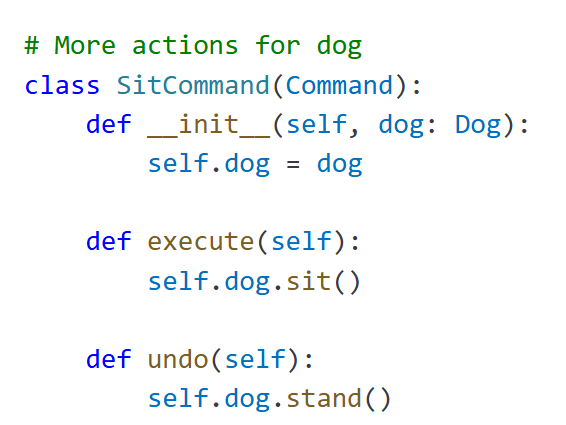 # More actions for dog
class SitCommand(Command):
    def __init__(self, dog: Dog):
        self.dog = dog

    def execute(self):
        self.dog.sit()

    def undo(self):
        self.dog.stand()